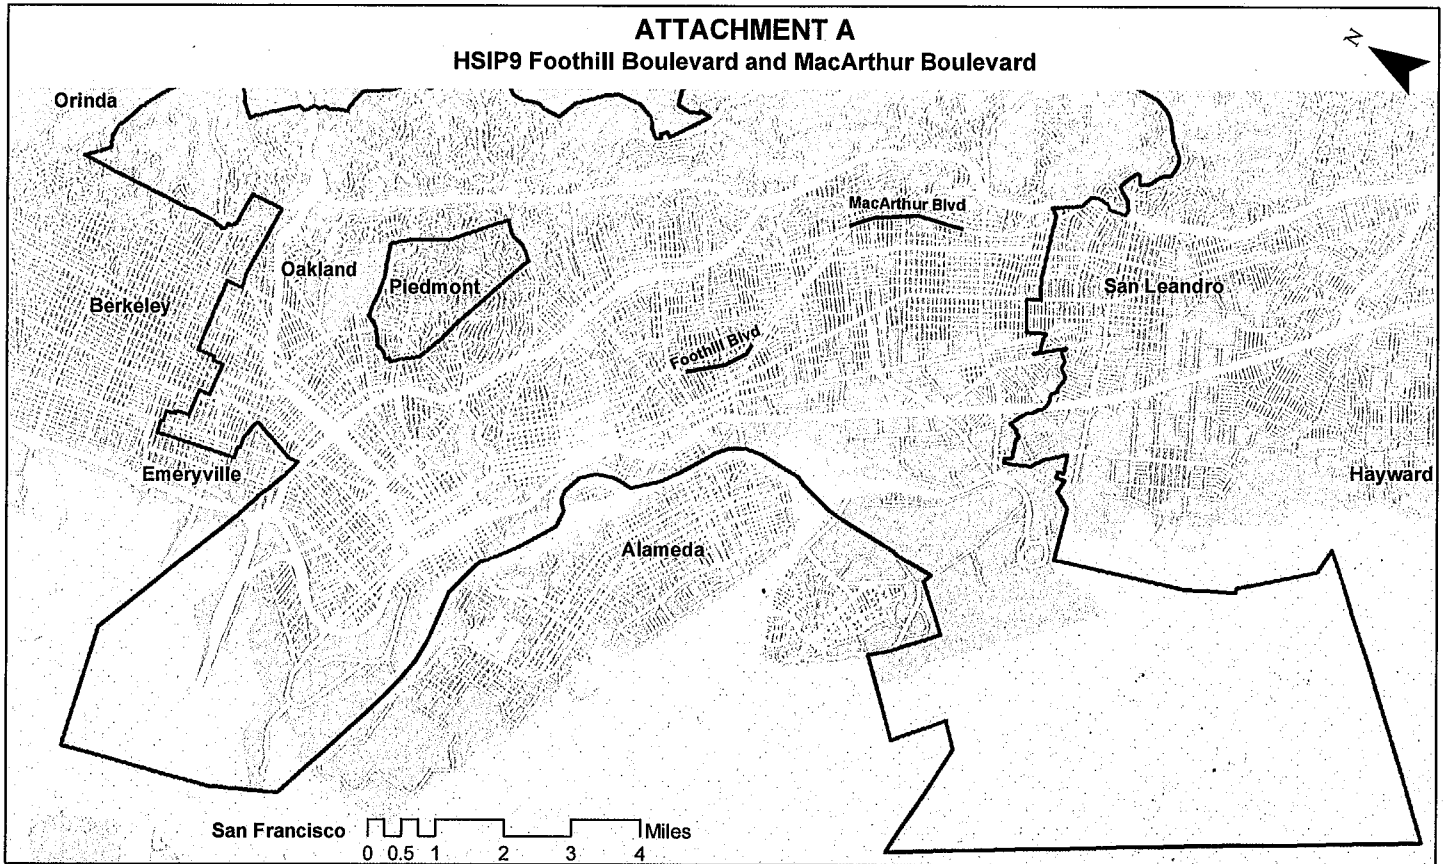 ATTACHMENT A
HSIP9 Foothill Boulevard and MacArthur Boulevard
N
Orinda
MacArthur Blvd
Oakland
Piedmont
San Leandro
Berkeley
Foothill Blvd
Emeryville
Hayward
Alameda
San Francisco
Miles
0 0.5 1 2 3 4